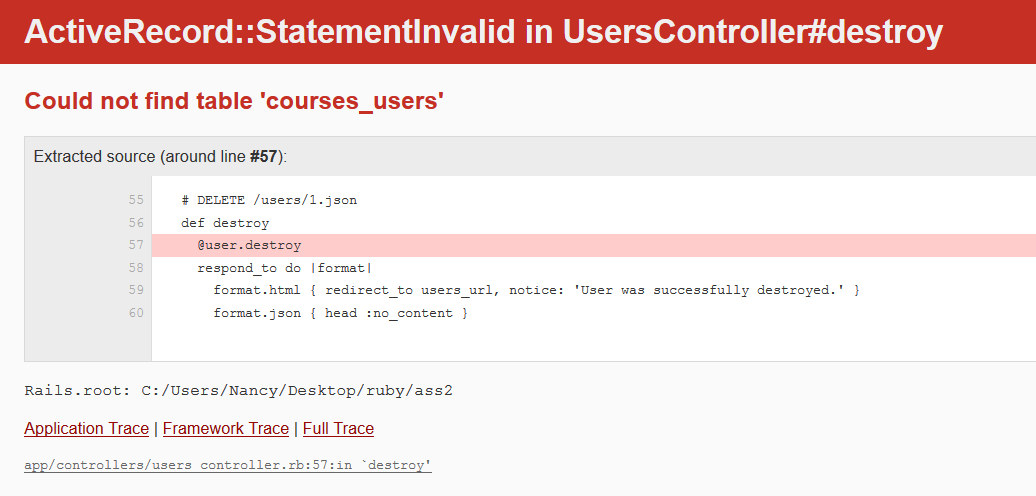 ActiveRecord::StatementInvalid in UsersController#destroy
Could not find table 'courses_users'
Extracted source (around line #57):
55 # DELETE /users/1.json
56 def destroy
57 @user.destroy
58 respond_to do |format|
59 format.html { redirect_to users_url, notice: 'User was successfully destroyed.' }
60 format.json { head :no_content }
Rails.root: C:/Users/Nancy/Desktop/ruby/ass2
Application Trace | Framework Trace | Full Trace
app/controllers/users_controller.rb:57:in `destroy'